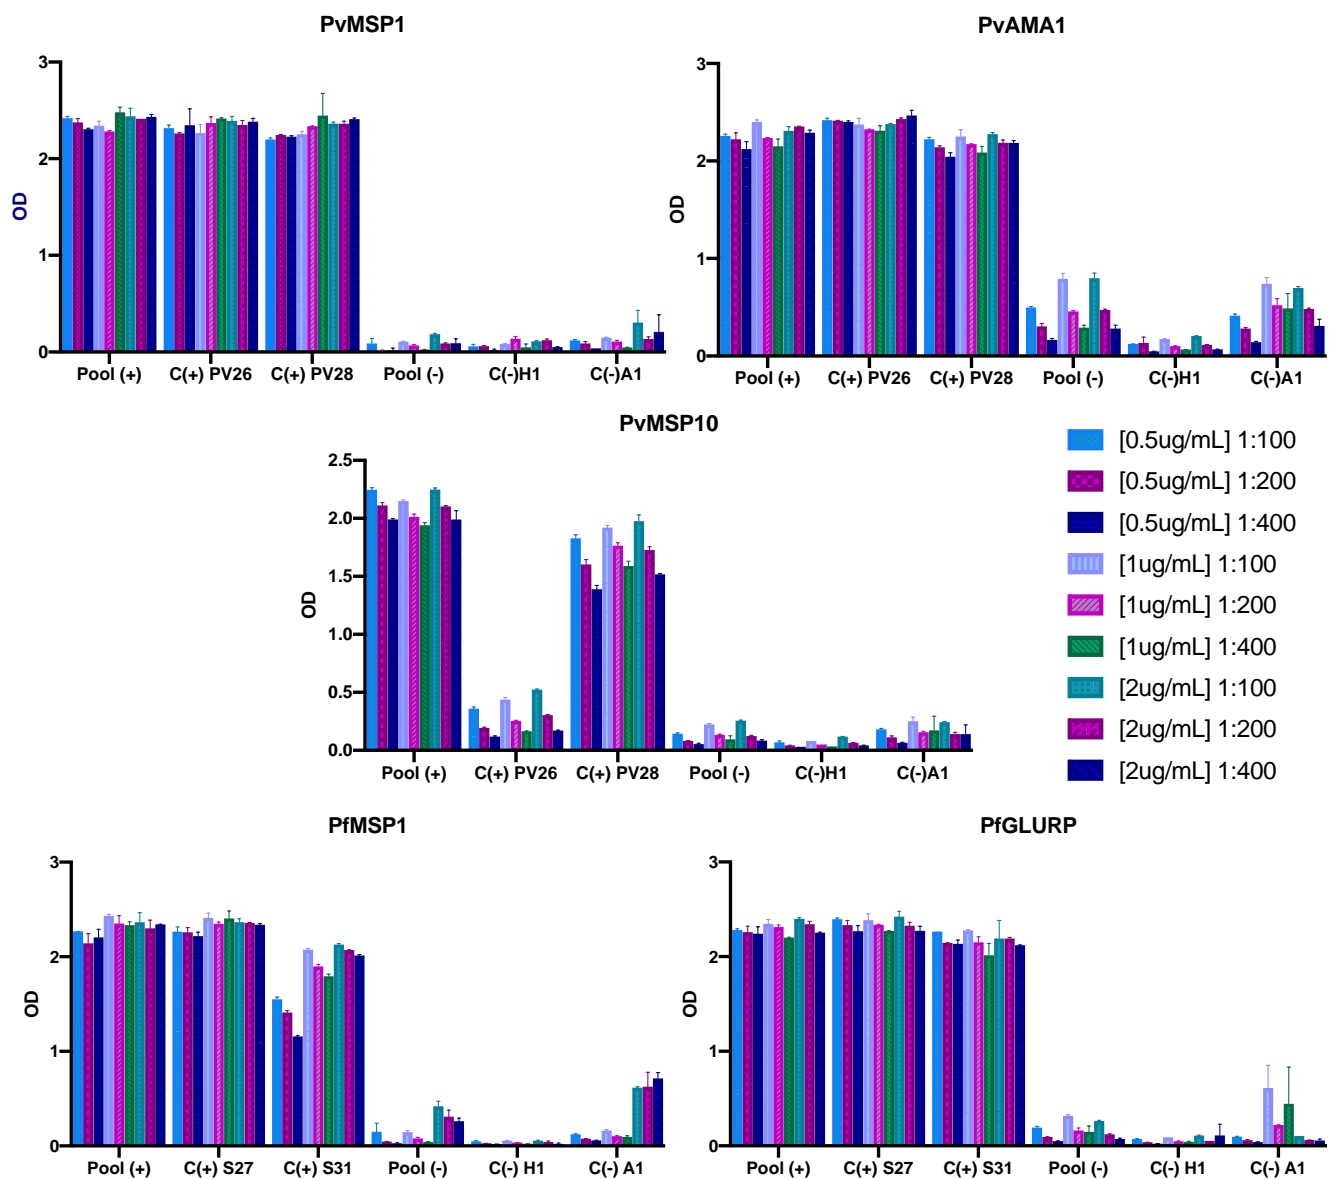 PvMSP1
3
2
1
0
OD
Pool (+) C(+) PV26 C(+) PV28 Pool (-) C(-)H1 C(-)A1
PvAMA1
3
2
1
0
OD
Pool (+) C(+) PV26 C(+) PV28 Pool (-) C(-)H1 C(-)A1
PvMSP10
2.5
2.0
1.5
1.0
0.5
0.0
OD
Pool (+) C(+) PV26 C(+) PV28 Pool (-) C(-)H1 C(-)A1
[0.5ug/mL] 1:100
[0.5ug/mL] 1:200
[0.5ug/mL] 1:400
[1ug/mL] 1:100
[1ug/mL] 1:200
[1ug/mL] 1:400
[2ug/mL] 1:100
[2ug/mL] 1:200
[2ug/mL] 1:400
PfMSP1
3
2
1
0
OD
Pool (+) C(+) S27 C(+) S31 Pool (-) C(-) H1 C(-) A1
PfGLURP
3
2
1
0
OD
Pool (+) C(+) S27 C(+) S31 Pool (-) C(-) H1 C(-) A1